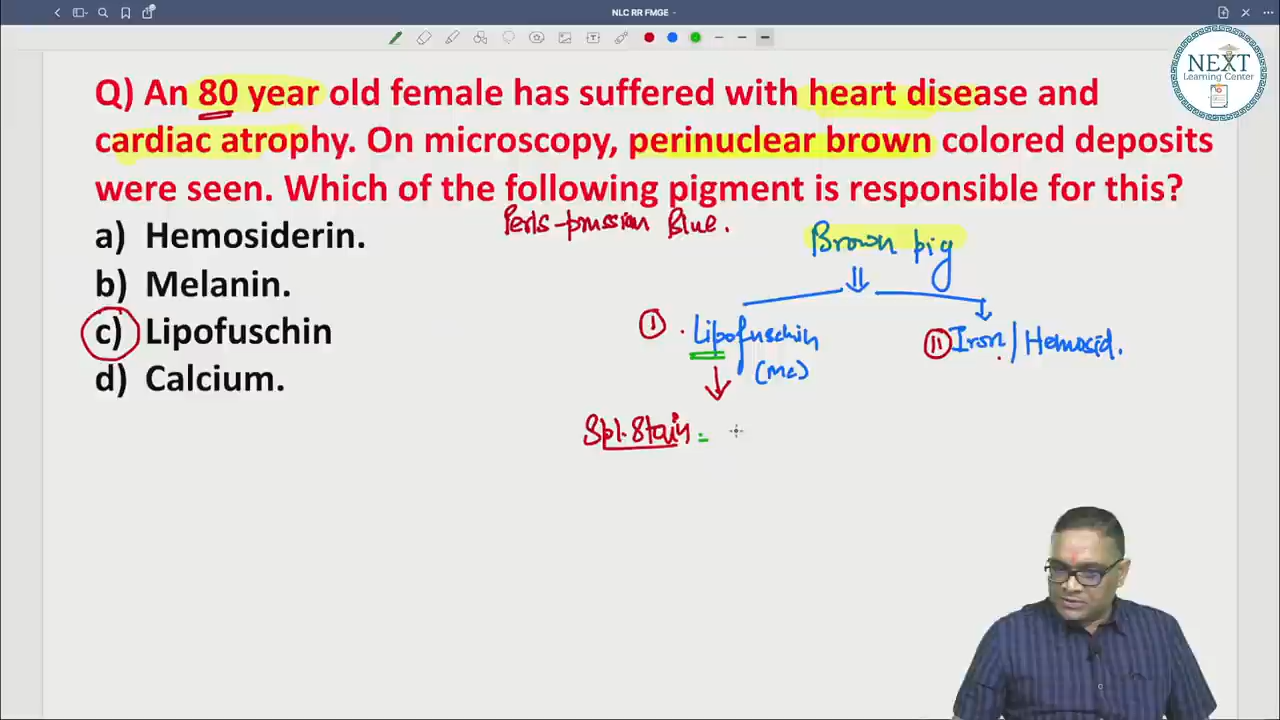 NLC RR FMGE
NEXT
Learning Center
Q) An 80 year old female has suffered with heart disease and
cardiac atrophy. On microscopy, perinuclear brown colored deposits
were seen. Which of the following pigment is responsible for this?
Perls-prussian Blue.
a) Hemosiderin.
b) Melanin.
c) Lipofuschin
d) Calcium.
Brown pig
I . Lipofuschin
(Mc)
II Iron/Hemosid.
Spl. Stain =